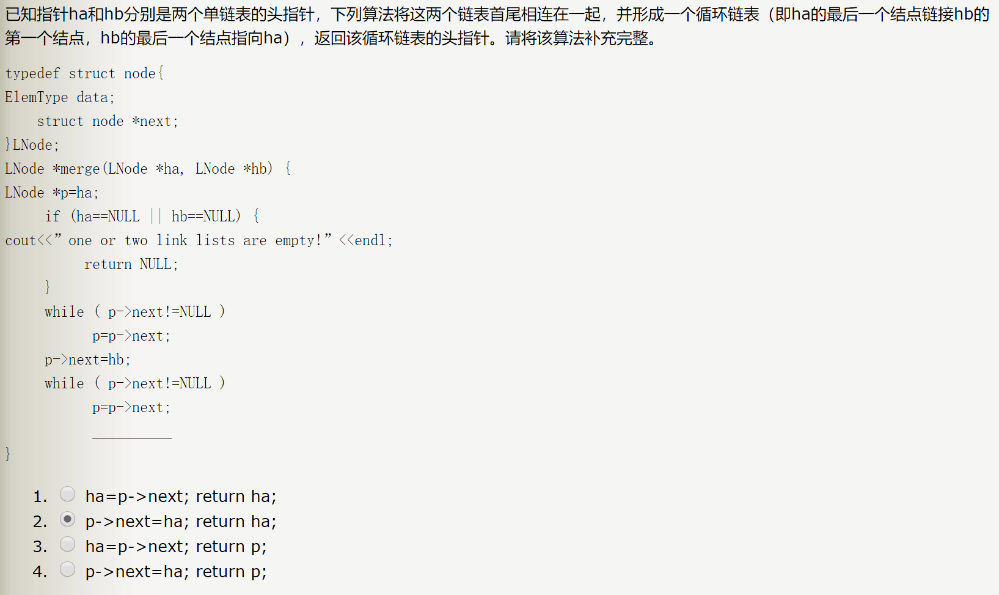 已知指针ha和hb分别是两个单链表的头指针，下列算法将这两个链表首尾相连在一起，并形成一个循环链表（即ha的最后一个结点链接hb的
第一个结点，hb的最后一个结点指向ha），返回该循环链表的头指针。请将该算法补充完整。
typedef struct node{
ElemType data;
    struct node *next;
}LNode;
LNode *merge(LNode *ha, LNode *hb) {
LNode *p=ha;
     if (ha==NULL || hb==NULL) {
cout<<” one or two link lists are empty!” <<endl;
          return NULL;
     }
     while ( p->next!=NULL )
           p=p->next;
     p->next=hb;
     while ( p->next!=NULL )
           p=p->next;
           __________
}
1. ha=p->next; return ha;
2. p->next=ha; return ha;
3. ha=p->next; return p;
4. p->next=ha; return p;